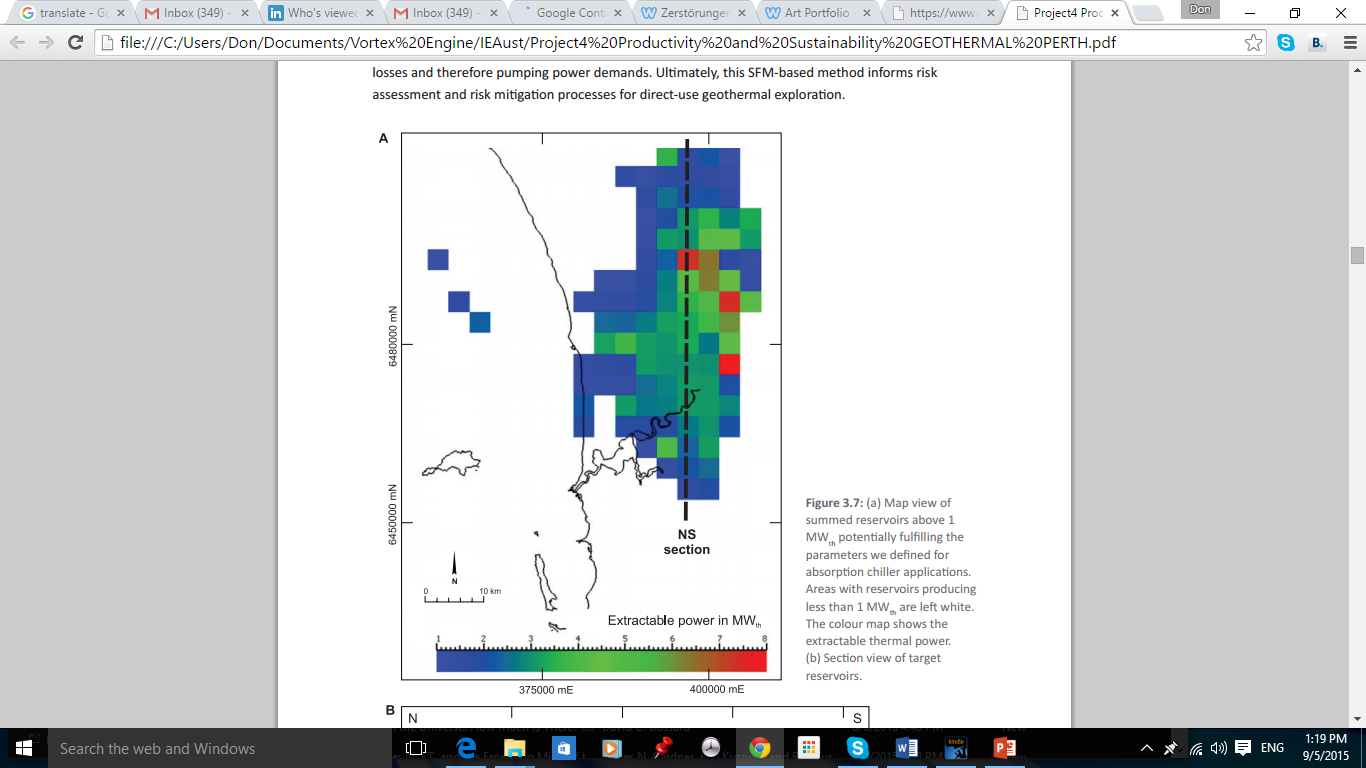 translate - Go
Inbox (349) -
Who's viewed
Inbox (349) -
Google Cont
Zerstörungen
Art Portfolio
https://www.
Project4 Proc
Don
file:///C:/Users/Don/Documents/Vortex%20Engine/IEAust/Project4%20Productivity%20and%20Sustainability%20GEOTHERMAL%20PERTH.pdf
B.
losses and therefore pumping power demands. Ultimately, this SFM-based method informs risk
assessment and risk mitigation processes for direct-use geothermal exploration.
A
6480000 mN
6450000 mN
NS
section
N
0 10 km
Extractable power in MWth
1 2 3 4 5 6 7 8
375000 mE 400000 mE
Figure 3.7: (a) Map view of
summed reservoirs above 1
MWth potentially fulfilling the
parameters we defined for
absorption chiller applications.
Areas with reservoirs producing
less than 1 MWth are left white.
The colour map shows the
extractable thermal power.
(b) Section view of target
reservoirs.
B
N S
Search the web and Windows
kindle
ENG
1:19 PM
9/5/2015